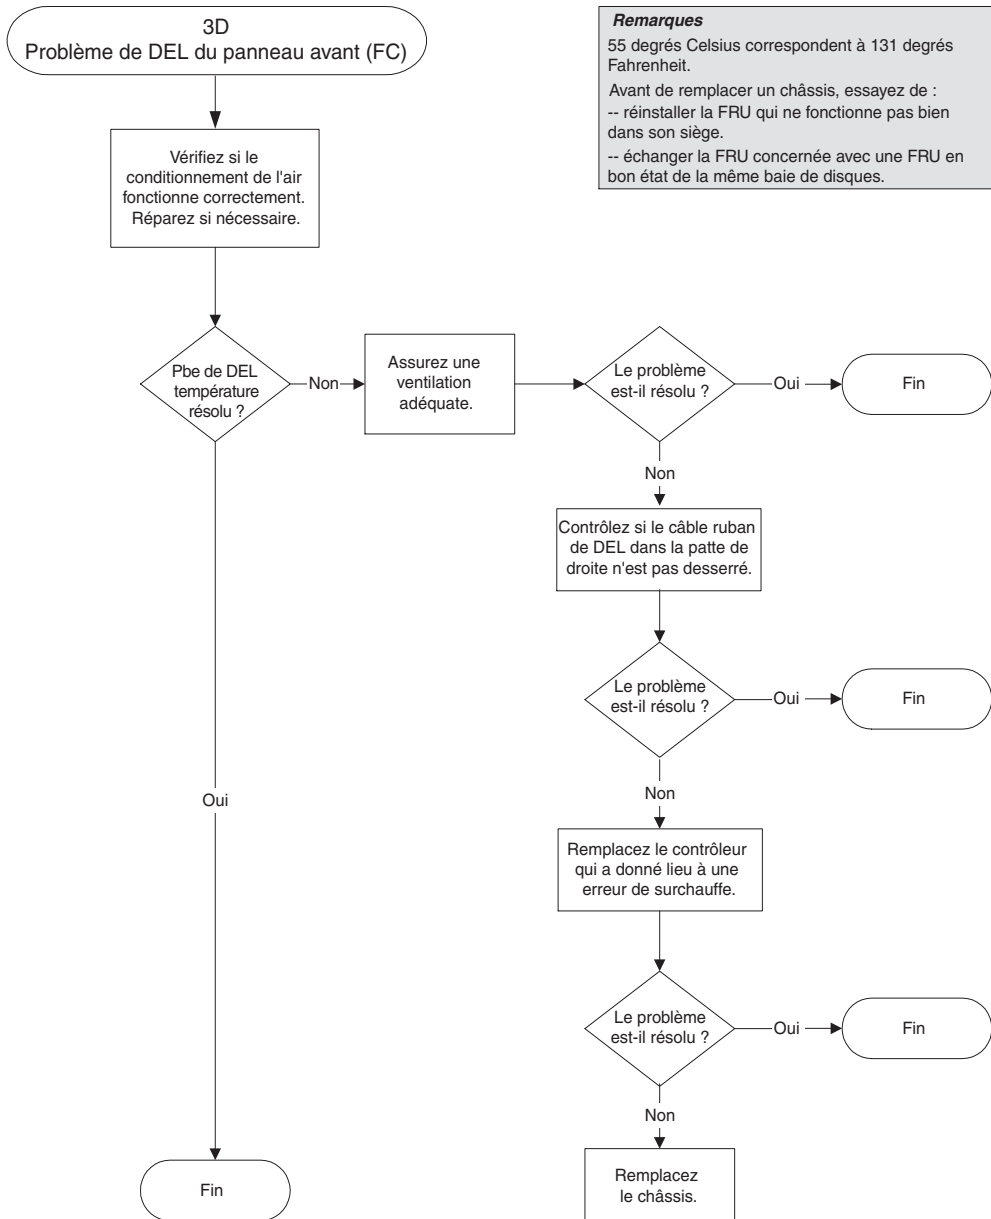 3D
Problème de DEL du panneau avant (FC)
Remarques
55 degrés Celsius correspondent à 131 degrés
Fahrenheit.
Avant de remplacer un châssis, essayez de :
-- réinstaller la FRU qui ne fonctionne pas bien
dans son siège.
-- échanger la FRU concernée avec une FRU en
bon état de la même baie de disques.
Vérifiez si le
conditionnement de l'air
fonctionne correctement.
Réparez si nécessaire.
Pbe de DEL
température
résolu ?
Non
Assurez une
ventilation
adéquate.
Le problème
est-il résolu ?
Oui
Fin
Non
Contrôlez si le câble ruban
de DEL dans la patte de
droite n'est pas desserré.
Le problème
est-il résolu ?
Oui
Fin
Non
Oui
Remplacez le contrôleur
qui a donné lieu à une
erreur de surchauffe.
Le problème
est-il résolu ?
Oui
Fin
Non
Remplacez
le châssis.
Fin